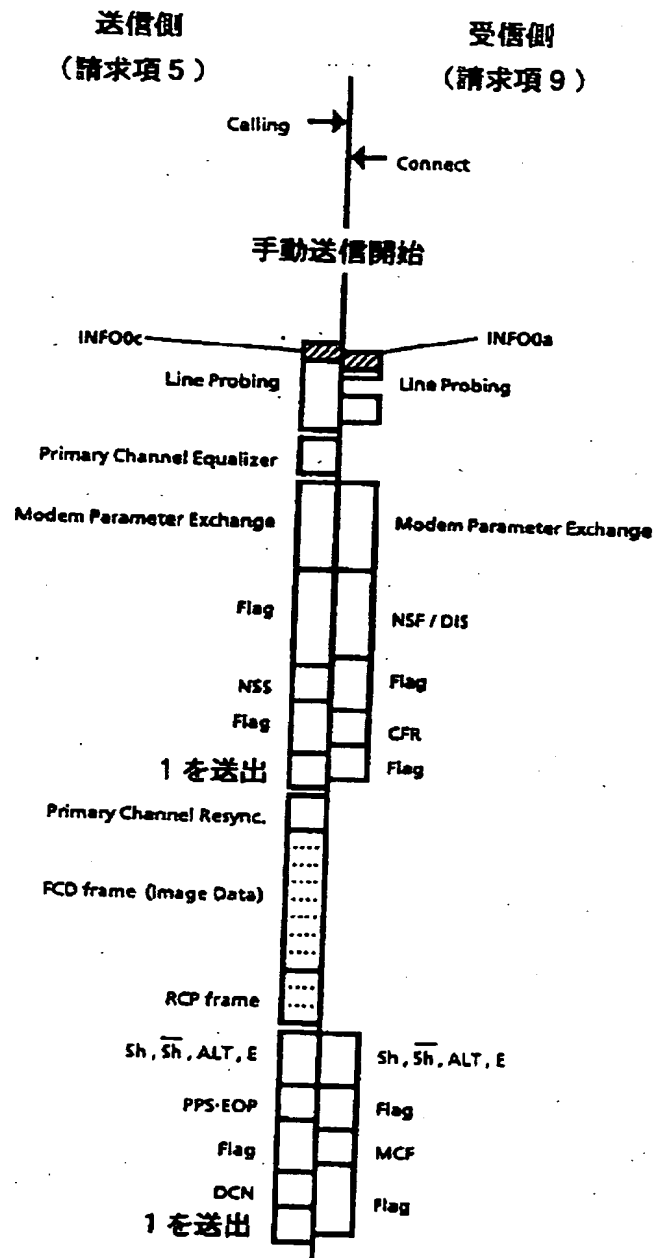 送信側
（請求項5）
受信側
（請求項9）
Calling
Connect
手動送信開始
INFO0c
INFO0a
Line Probing
Line Probing
Primary Channel Equalizer
Modem Parameter Exchange
Modem Parameter Exchange
Flag
NSF / DIS
NSS
Flag
Flag
CFR
1を送出
Flag
Primary Channel Resync.
FCD frame (Image Data)
RCP frame
Sh, S̅h̅, ALT, E
Sh, S̅h̅, ALT, E
PPS·EOP
Flag
Flag
MCF
DCN
Flag
1を送出